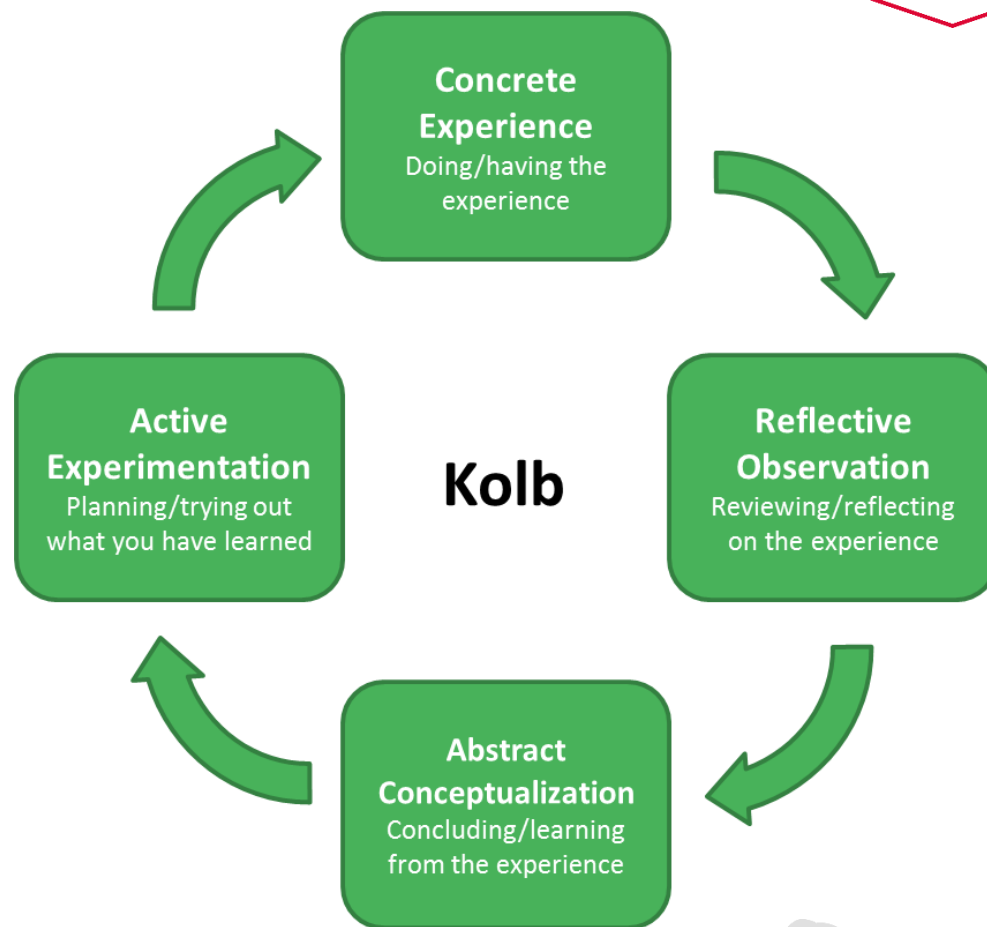 Concrete
Experience
Doing/having the
experience
Reflective
Observation
Reviewing/reflecting
on the experience
Abstract
Conceptualization
Concluding/learning
from the experience
Active
Experimentation
Planning/trying out
what you have learned
Kolb